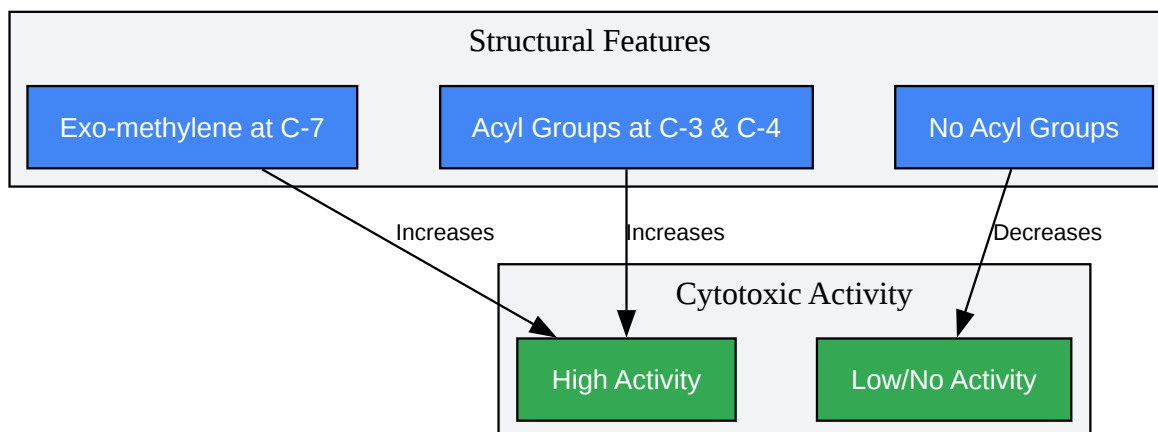 Structural Features
Exo-methylene at C-7
Acyl Groups at C-3 & C-4
No Acyl Groups
Increases
Increases
Decreases
Cytotoxic Activity
High Activity
Low/No Activity